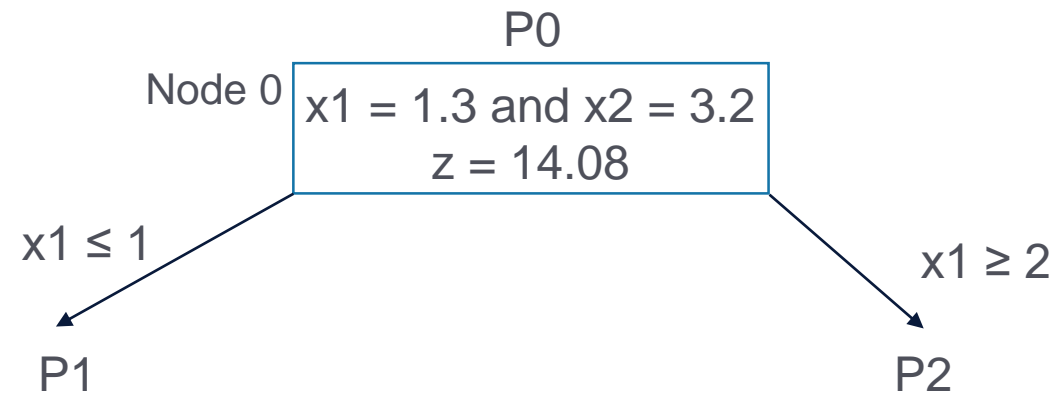 P0
Node 0
x1 = 1.3 and x2 = 3.2
z = 14.08
x1 ≤ 1
x1 ≥ 2
P1
P2